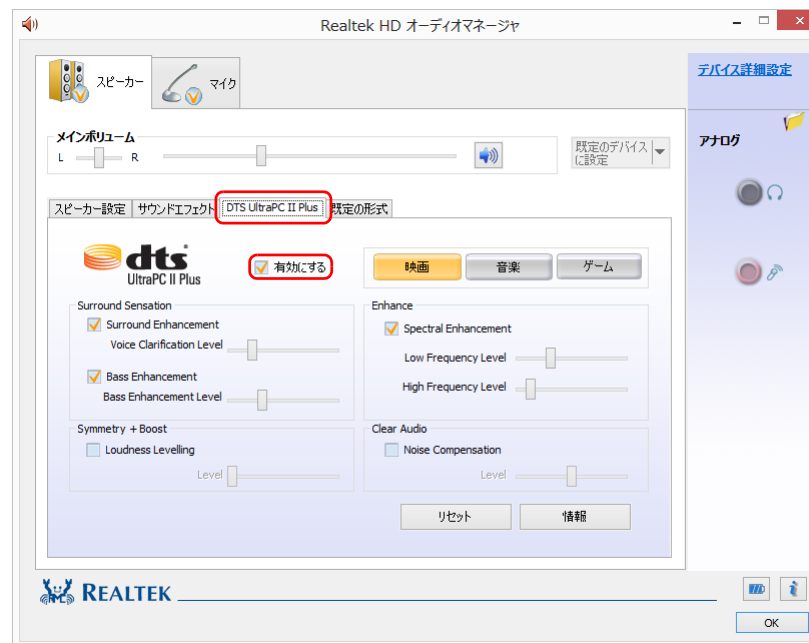 Realtek HD オーディオマネージャ
スピーカー
マイク
デバイス詳細設定
メインボリューム
L R
既定のデバイス
に設定
アナログ
スピーカー設定 サウンドエフェクト DTS UltraPC II Plus 既定の形式
dts
UltraPC II Plus
有効にする
映画 音楽 ゲーム
Surround Sensation
Surround Enhancement
Voice Clarification Level
Bass Enhancement
Bass Enhancement Level
Enhance
Spectral Enhancement
Low Frequency Level
High Frequency Level
Symmetry + Boost
Loudness Levelling
Level
Clear Audio
Noise Compensation
Level
リセット 情報
REALTEK
OK